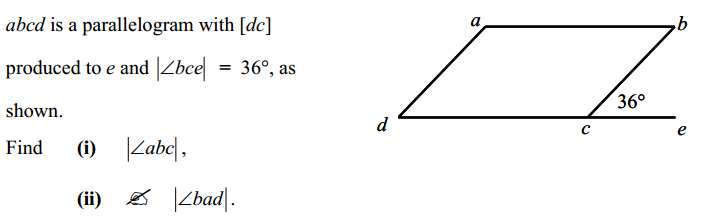 abcd is a parallelogram with [dc]
produced to e and |∠bce| = 36°, as
shown.
Find (i) |∠abc|,
(ii) ✍ |∠bad|.
a
b
36°
d
c
e